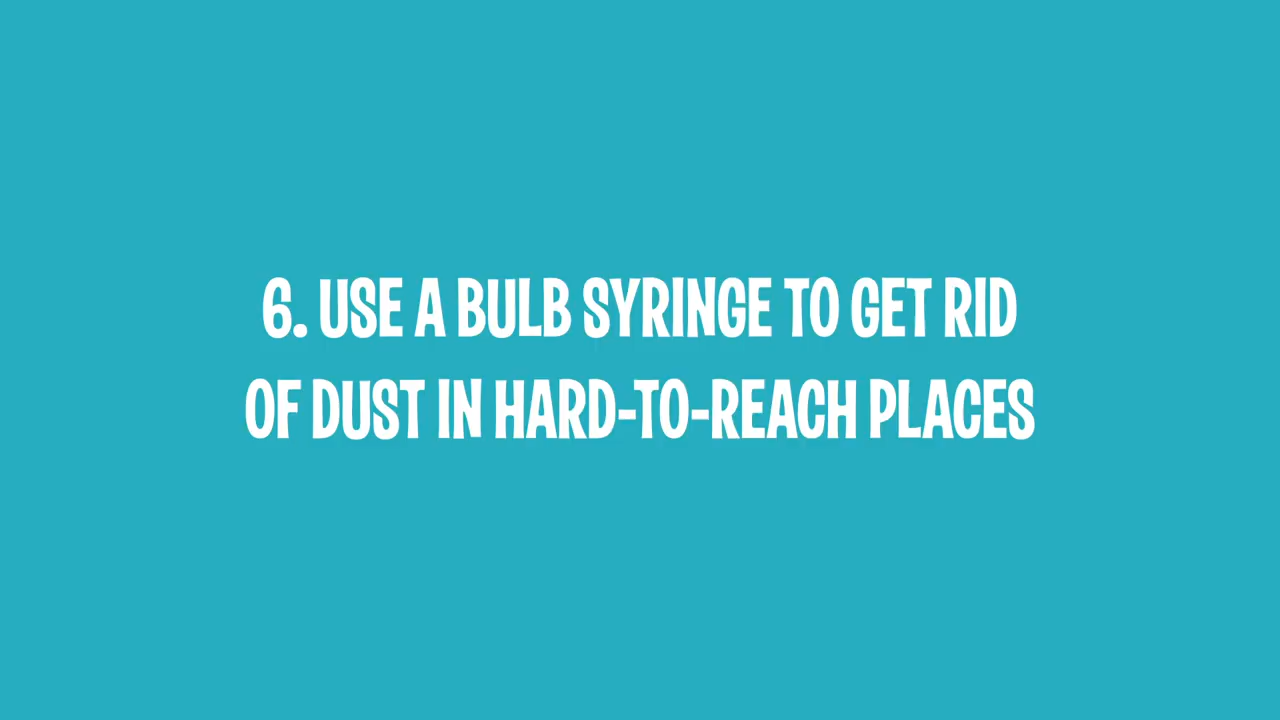 6. USE A BULB SYRINGE TO GET RID
OF DUST IN HARD-TO-REACH PLACES